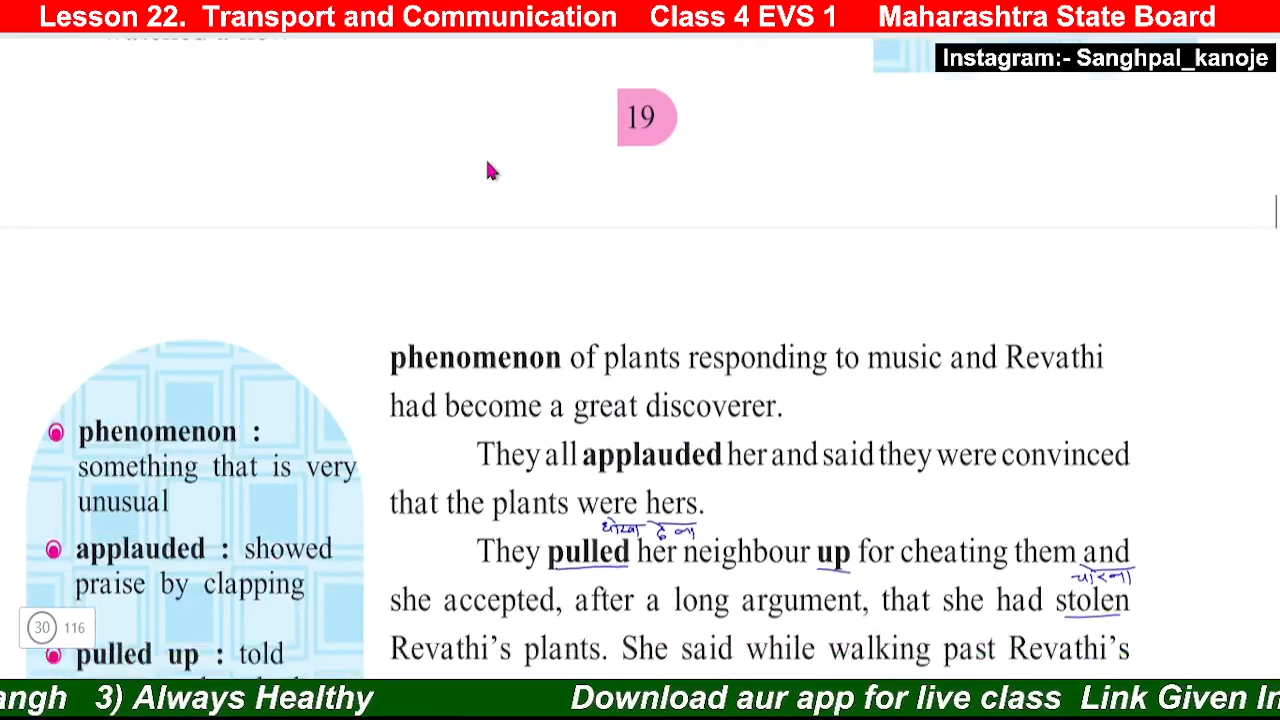 Lesson 22. Transport and Communication Class 4 EVS 1 Maharashtra State Board
Instagram:- Sanghpal_kanoje
19
phenomenon :
something that is very
unusual
applauded : showed
praise by clapping
30 116
pulled up : told
phenomenon of plants responding to music and Revathi
had become a great discoverer.
They all applauded her and said they were convinced
that the plants were hers.
धोखा देना
They pulled her neighbour up for cheating them and
चोरना
she accepted, after a long argument, that she had stolen
Revathi's plants. She said while walking past Revathi's
angh 3) Always Healthy Download aur app for live class Link Given In